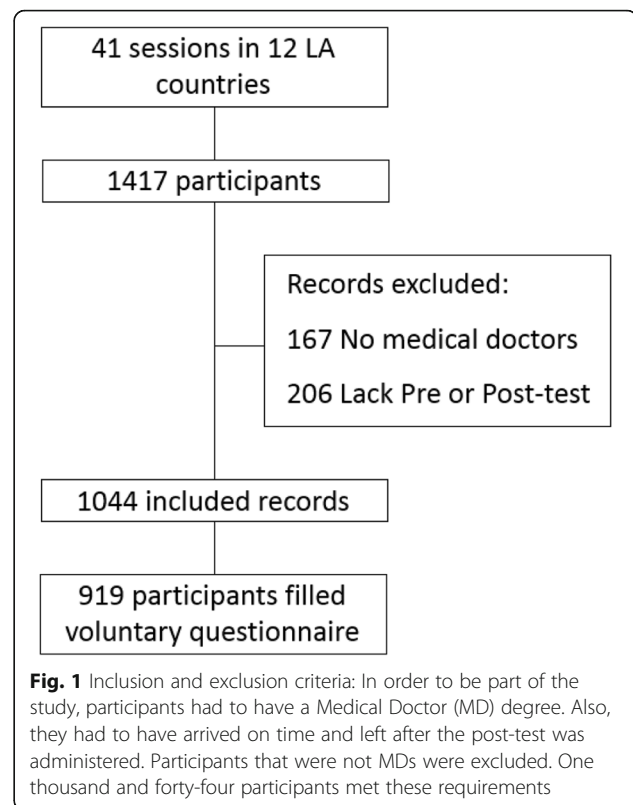 41 sessions in 12 LA
countries
1417 participants
Records excluded:
167 No medical doctors
206 Lack Pre or Post-test
1044 included records
919 participants filled
voluntary questionnaire
Fig. 1 Inclusion and exclusion criteria: In order to be part of the
study, participants had to have a Medical Doctor (MD) degree. Also,
they had to have arrived on time and left after the post-test was
administered. Participants that were not MDs were excluded. One
thousand and forty-four participants met these requirements